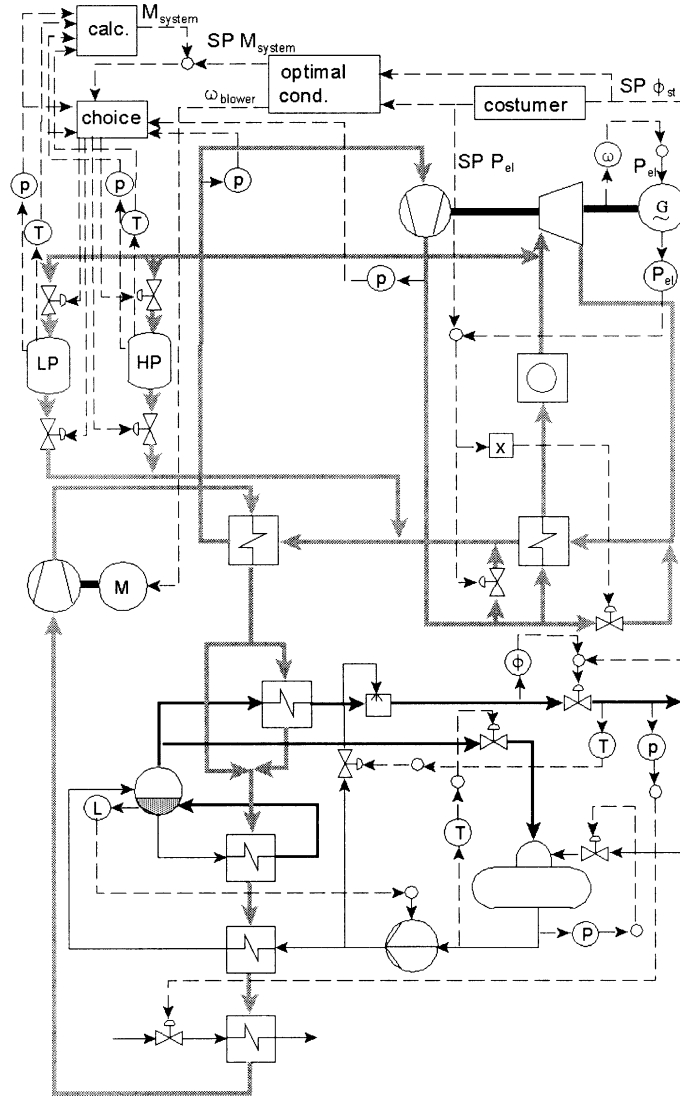 M_system
calc.
SP M_system
optimal
cond.
SP ϕ_st
ω_blower
costumer
choice
SP P_el
ω
P_el
p
p
p
T
T
G
~
P_el
p
LP
HP
x
M
ϕ
T
p
L
T
P